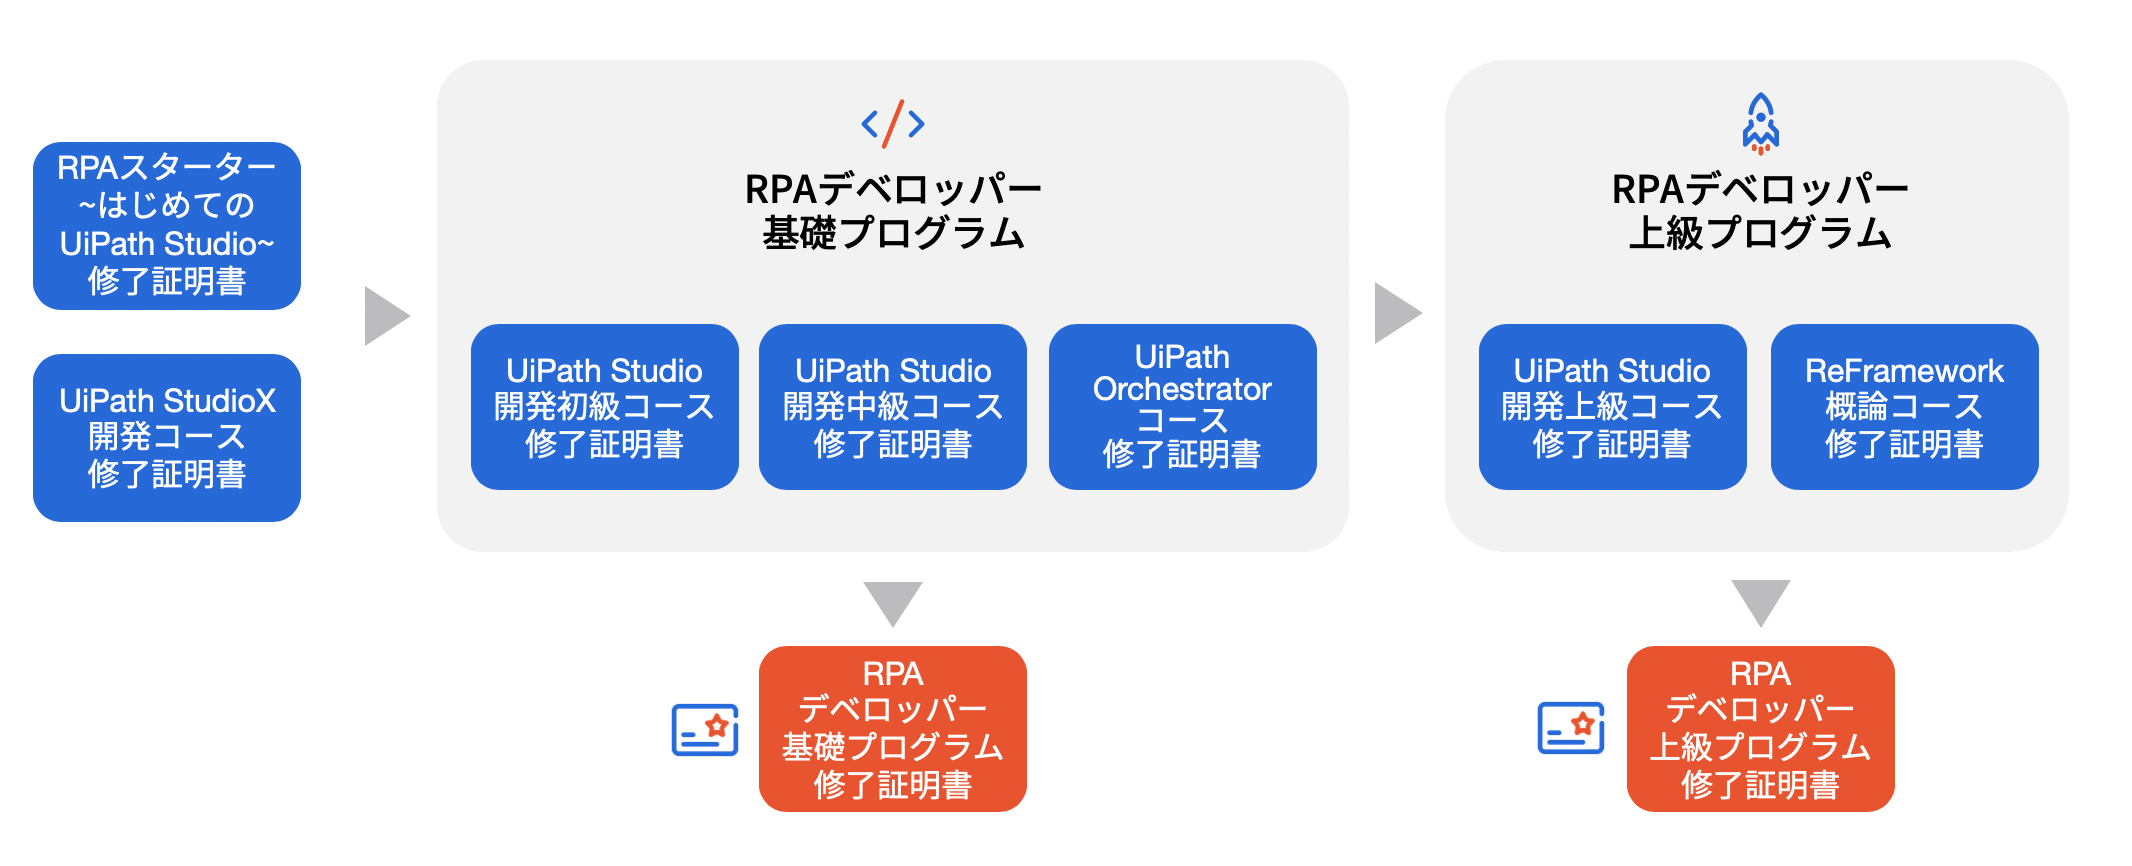 RPAスターター
~はじめての
UiPath Studio~
修了証明書
UiPath StudioX
開発コース
修了証明書
RPAデベロッパー
基礎プログラム
UiPath Studio
開発初級コース
修了証明書
UiPath Studio
開発中級コース
修了証明書
UiPath
Orchestrator
コース
修了証明書
RPA
デベロッパー
基礎プログラム
修了証明書
RPAデベロッパー
上級プログラム
UiPath Studio
開発上級コース
修了証明書
ReFramework
概論コース
修了証明書
RPA
デベロッパー
上級プログラム
修了証明書